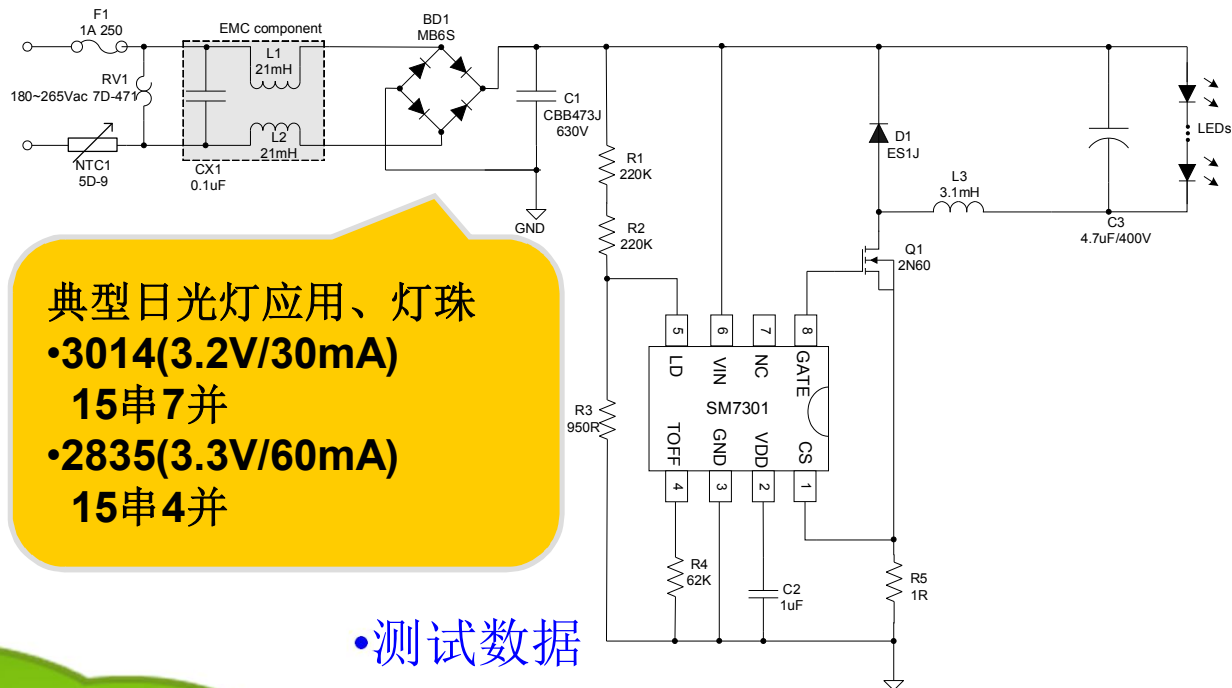 F1
1A 250
EMC component
L1
21mH
BD1
MB6S
RV1
180~265Vac 7D-471
C1
CBB473J
630V
L2
21mH
NTC1
5D-9
CX1
0.1uF
GND
R1
220K
R2
220K
D1
ES1J
LEDs
L3
3.1mH
C3
4.7uF/400V
Q1
2N60
典型日光灯应用、灯珠
•3014(3.2V/30mA)
15串7并
•2835(3.3V/60mA)
15串4并
5
6
7
8
LD
VIN
NC
GATE
SM7301
TOFF
GND
VDD
CS
4
3
2
1
R3
950R
R4
62K
C2
1uF
R5
1R
•测试数据